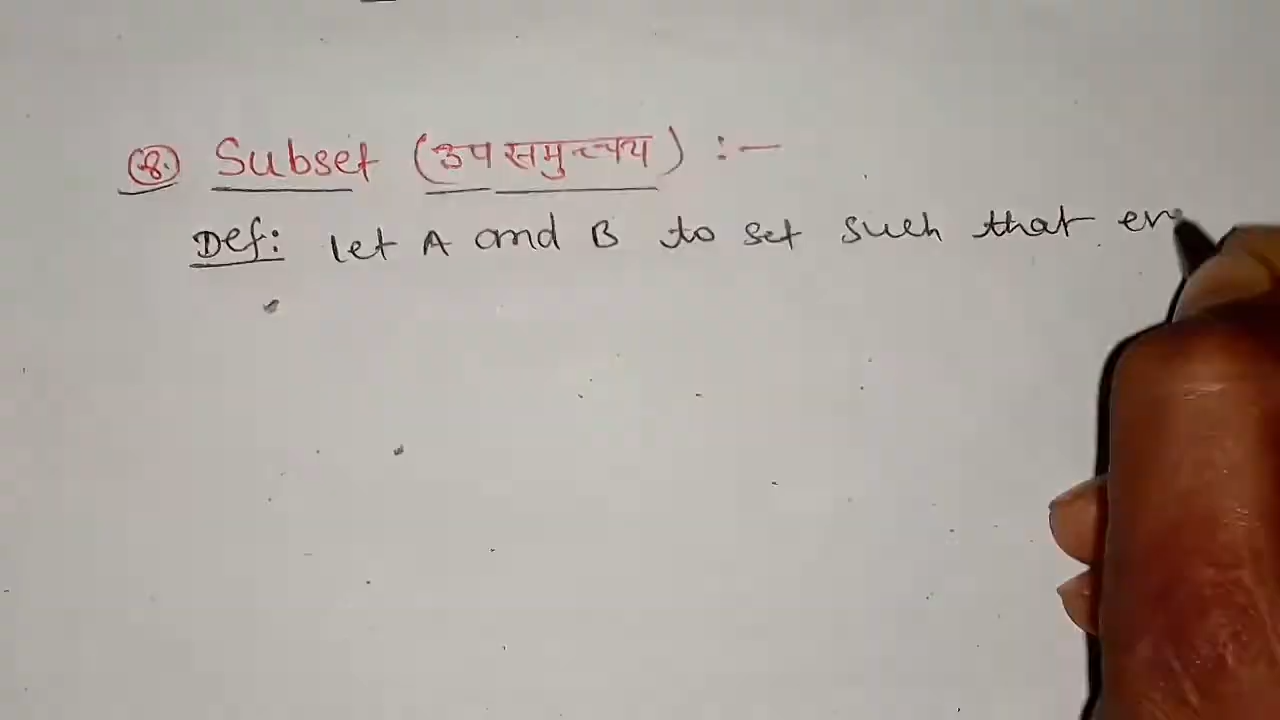 (8.) Subset (उपसमुच्चय) :-
Def: let A and B to set such that